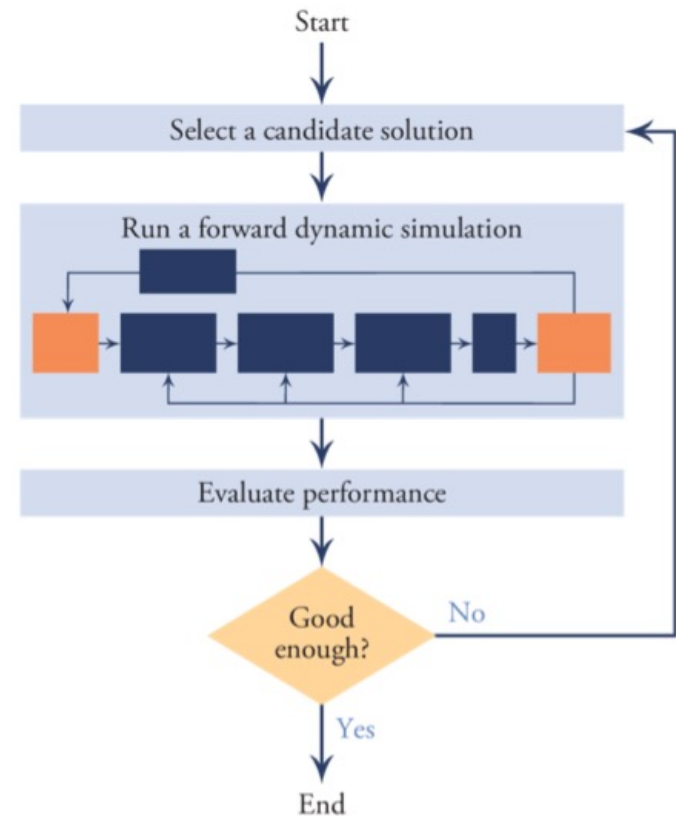 Start
Select a candidate solution
Run a forward dynamic simulation
Evaluate performance
Good
enough?
No
Yes
End